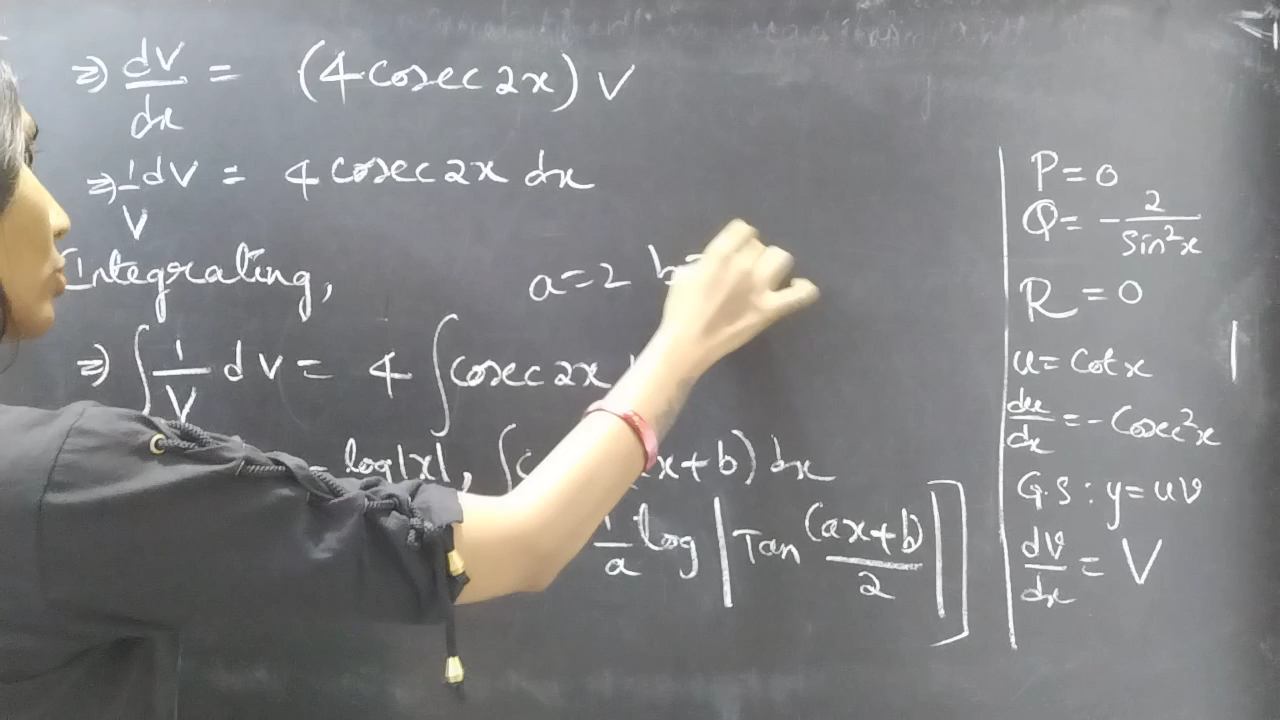 ⇒ dV/dx = (4 cosec 2x) V
⇒ 1/V dV = 4 cosec 2x dx
Integrating,
a=2 b=
⇒ ∫ 1/V dV = 4 ∫ cosec 2x
= log|x|, ∫ x+b) dx
1/a log |Tan (ax+b)/2|]
P=0
Q= -2/Sin²x
R=0
u=Cotx
du/dx = -Cosec²x
G.S: y=uv
dv/dx = V